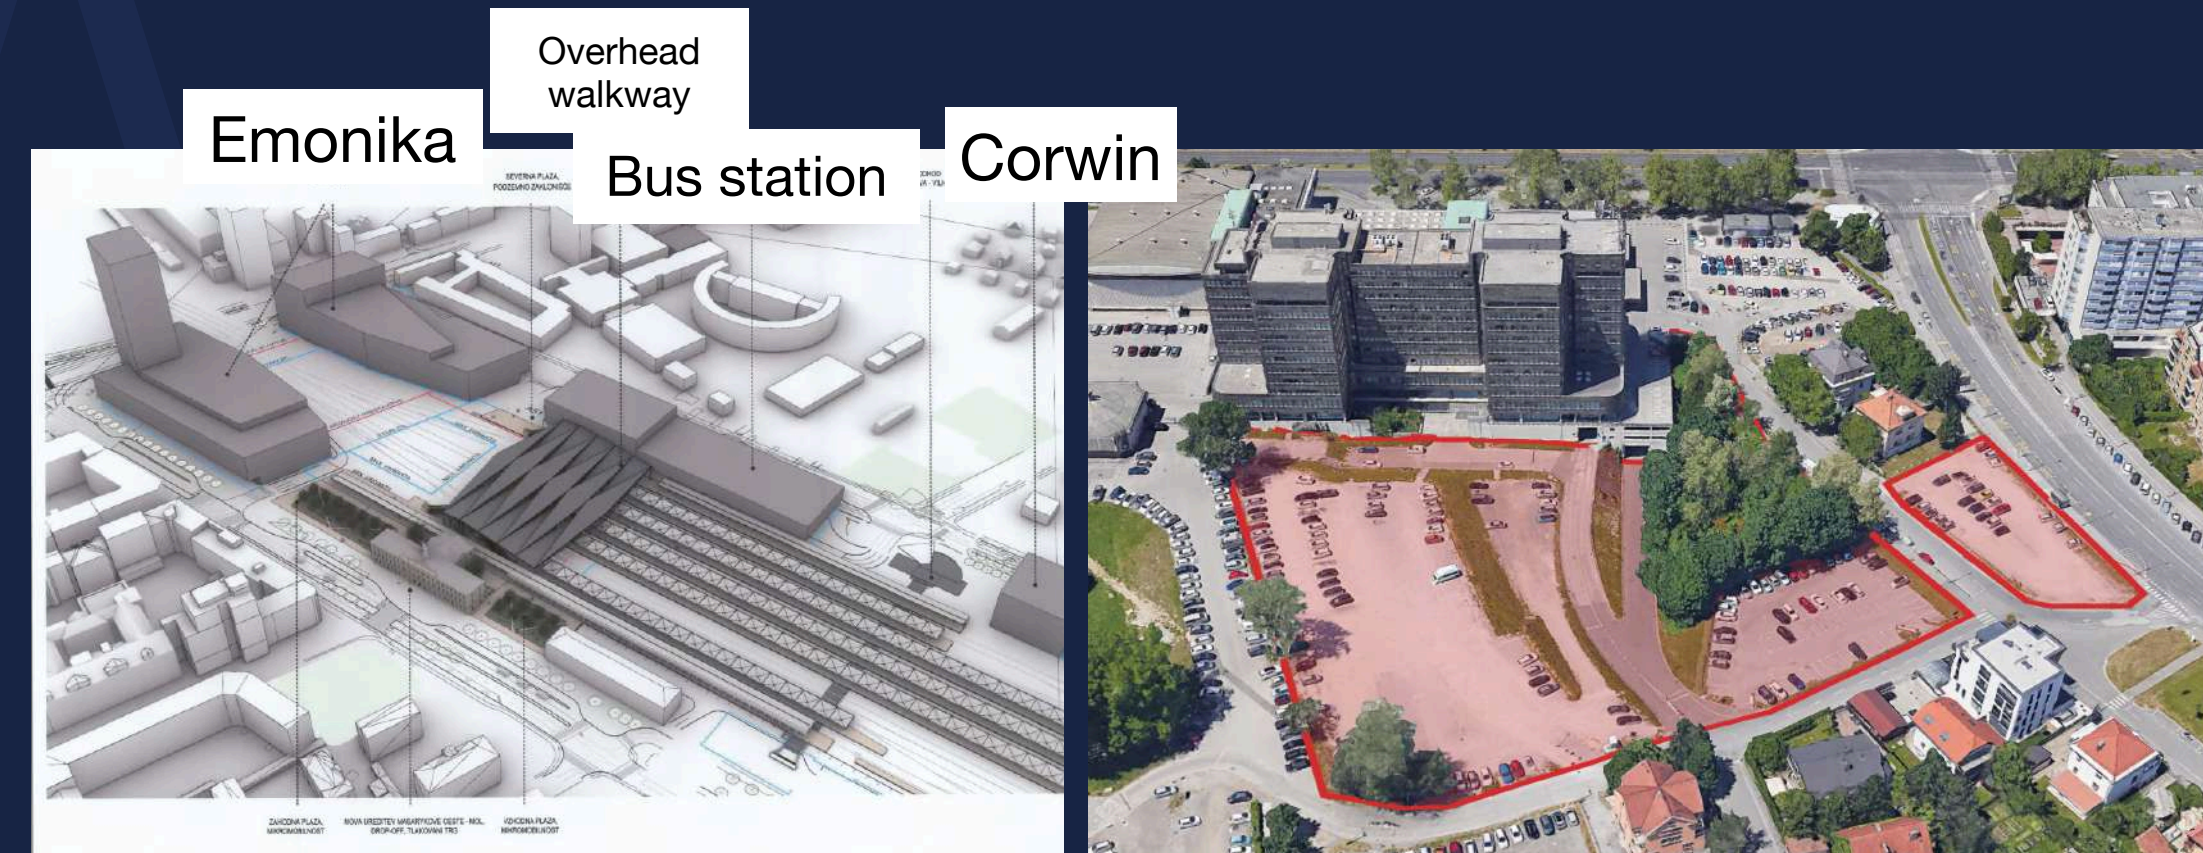 Overhead
walkway
Emonika
Bus station
Corwin
SEVERNA PLAZA,
PODZEMNO ZAKLONIŠČE
ZAHODNA PLAZA,
MIKROMOBILNOST
NOVA UREDITEV MASARYKOVE CESTE - MOL,
DROP-OFF, TLAKOVANI TRG
VZHODNA PLAZA,
MIKROMOBILNOST